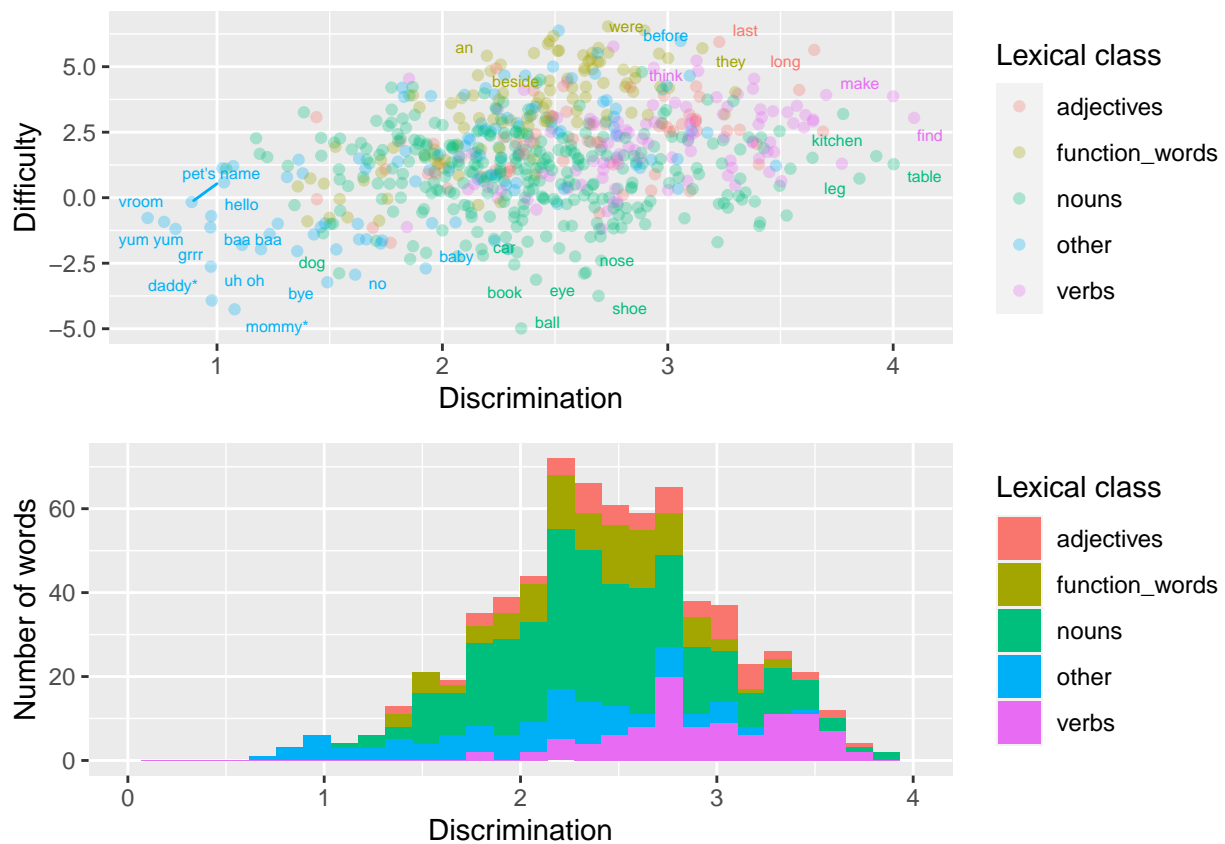 were
last
before
an
they
long
think
beside
make
find
kitchen
table
leg
pet's name
vroom
hello
yum yum
baa baa
grrr
car
baby
dog
nose
uh oh
daddy*
no
bye
book
eye
shoe
mommy*
ball
5.0
2.5
0.0
−2.5
−5.0
Difficulty
1
2
3
4
Discrimination
Lexical class
adjectives
function_words
nouns
other
verbs
60
40
20
0
Number of words
0
1
2
3
4
Discrimination
Lexical class
adjectives
function_words
nouns
other
verbs